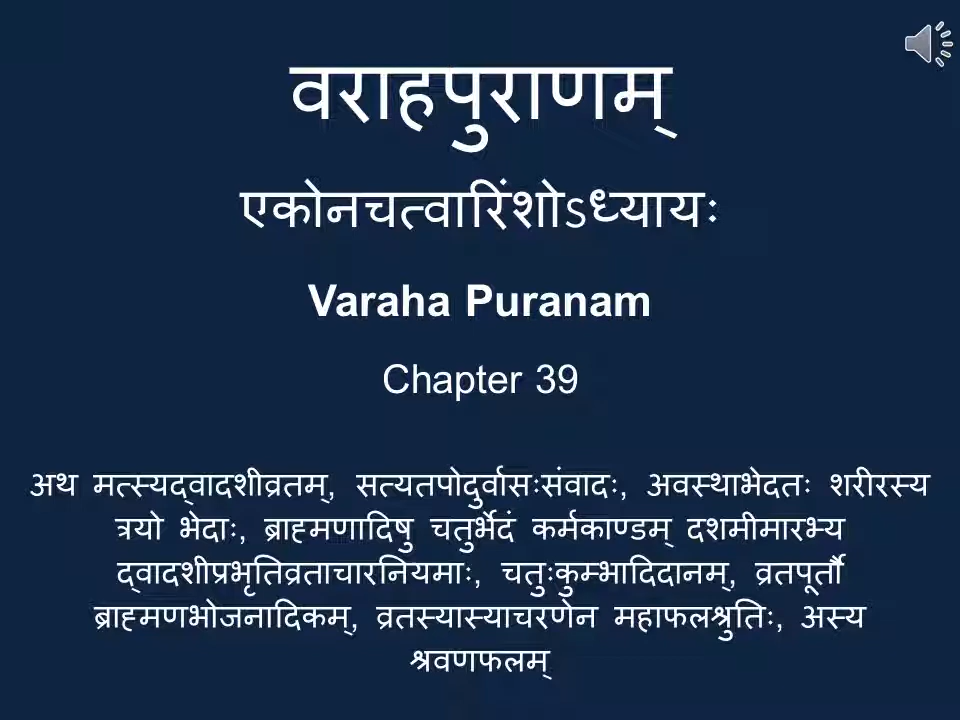 वराहपुराणम्
एकोनचत्वारिंशोऽध्यायः
Varaha Puranam
Chapter 39
अथ मत्स्यद्वादशीव्रतम्, सत्यतपोदुर्वासःसंवादः, अवस्थाभेदतः शरीरस्य
त्रयो भेदाः, ब्राह्मणादिषु चतुर्भेदं कर्मकाण्डम् दशमीमारभ्य
द्वादशीप्रभृतिव्रताचारनियमाः, चतुःकुम्भादिदानम्, व्रतपूर्तौ
ब्राह्मणभोजनादिकम्, व्रतस्यास्याचरणेन महाफलश्रुतिः, अस्य
श्रवणफलम्